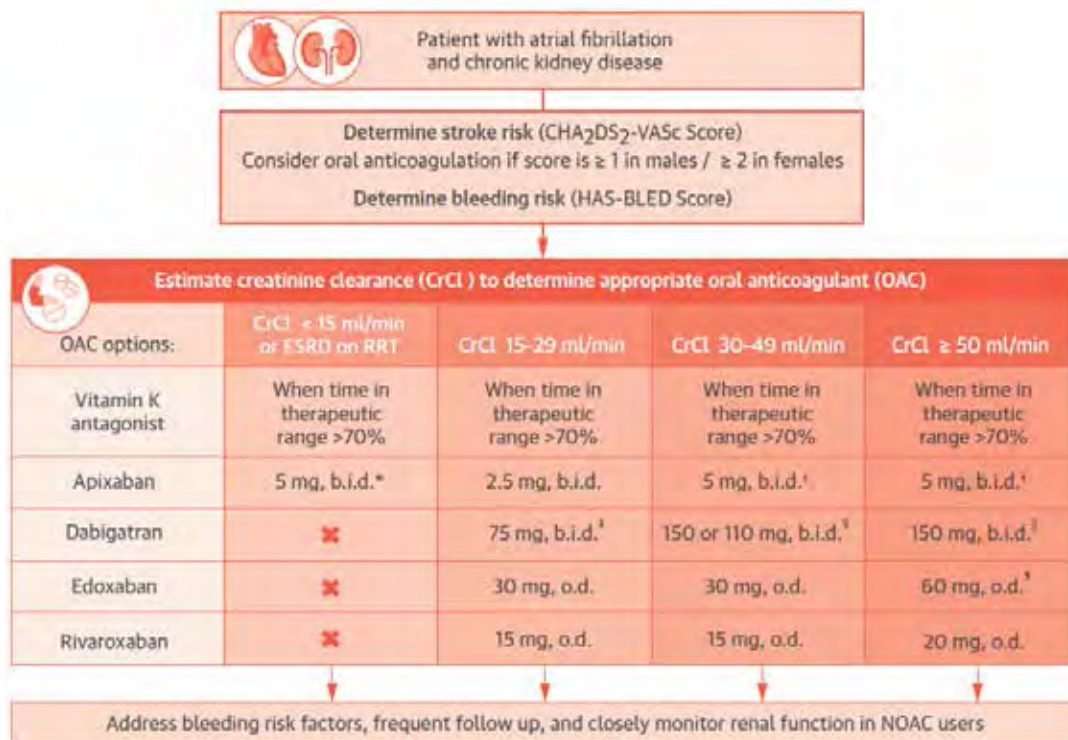 Patient with atrial fibrillation
and chronic kidney disease
Determine stroke risk (CHA₂DS₂-VASc Score)
Consider oral anticoagulation if score is ≥ 1 in males / ≥ 2 in females
Determine bleeding risk (HAS-BLED Score)
Estimate creatinine clearance (CrCl ) to determine appropriate oral anticoagulant (OAC)
OAC options:
CrCl < 15 ml/min
or ESRD on RRT
CrCl 15-29 ml/min
CrCl 30-49 ml/min
CrCl ≥ 50 ml/min
Vitamin K
antagonist
When time in
therapeutic
range >70%
When time in
therapeutic
range >70%
When time in
therapeutic
range >70%
When time in
therapeutic
range >70%
Apixaban
5 mg, b.i.d.*
2.5 mg, b.i.d.
5 mg, b.i.d.
5 mg, b.i.d.
Dabigatran
✖
75 mg, b.i.d.‡
150 or 110 mg, b.i.d.
150 mg, b.i.d.
Edoxaban
✖
30 mg, o.d.
30 mg, o.d.
60 mg, o.d.
Rivaroxaban
✖
15 mg, o.d.
15 mg, o.d.
20 mg, o.d.
Address bleeding risk factors, frequent follow up, and closely monitor renal function in NOAC users